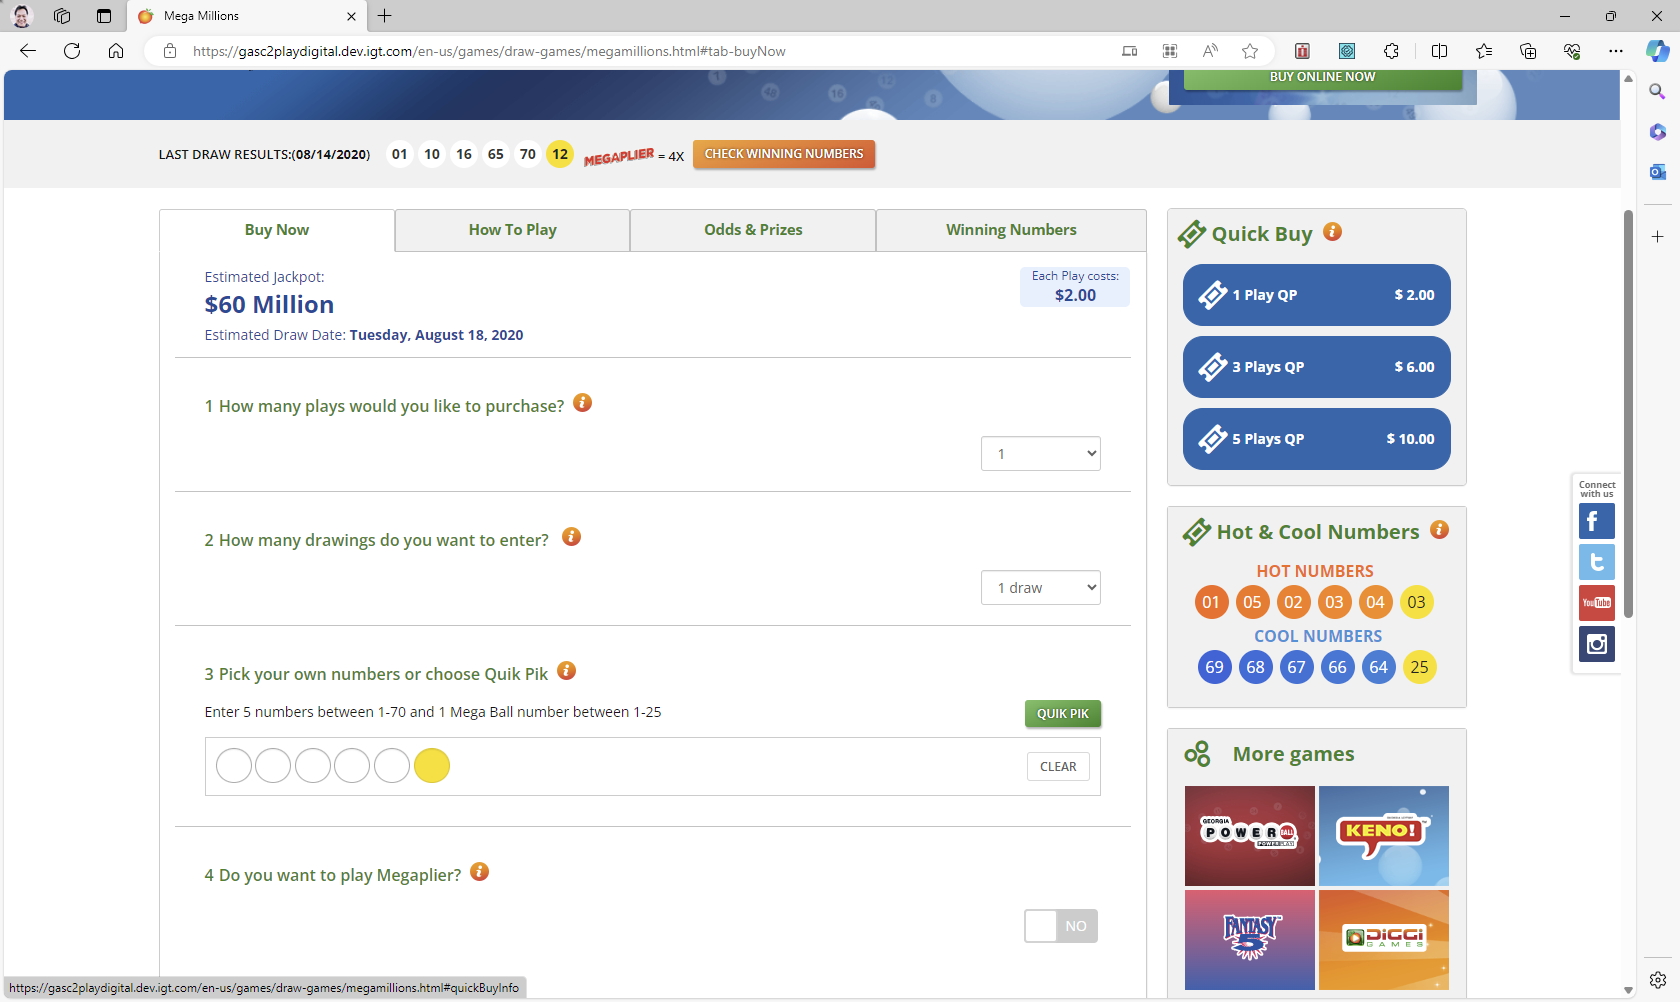 Mega Millions
https://gasc2playdigital.dev.igt.com/en-us/games/draw-games/megamillions.html#tab-buyNow
BUY ONLINE NOW
LAST DRAW RESULTS:(08/14/2020) 01 10 16 65 70 12 MEGAPLIER = 4X CHECK WINNING NUMBERS
Buy Now How To Play Odds & Prizes Winning Numbers
Estimated Jackpot:
$60 Million
Estimated Draw Date: Tuesday, August 18, 2020
Each Play costs:
$2.00
1 How many plays would you like to purchase? i
1
2 How many drawings do you want to enter? i
1 draw
3 Pick your own numbers or choose Quik Pik i
Enter 5 numbers between 1-70 and 1 Mega Ball number between 1-25
QUIK PIK
CLEAR
4 Do you want to play Megaplier? i
NO
Quick Buy i
1 Play QP $ 2.00
3 Plays QP $ 6.00
5 Plays QP $ 10.00
Hot & Cool Numbers i
HOT NUMBERS
01 05 02 03 04 03
COOL NUMBERS
69 68 67 66 64 25
More games
GEORGIA
POWERBALL
POWER PLAY
KENO!
FANTASY
5
DIGGI
GAMES
Connect
with us
f
t
YouTube
https://gasc2playdigital.dev.igt.com/en-us/games/draw-games/megamillions.html#quickBuyInfo